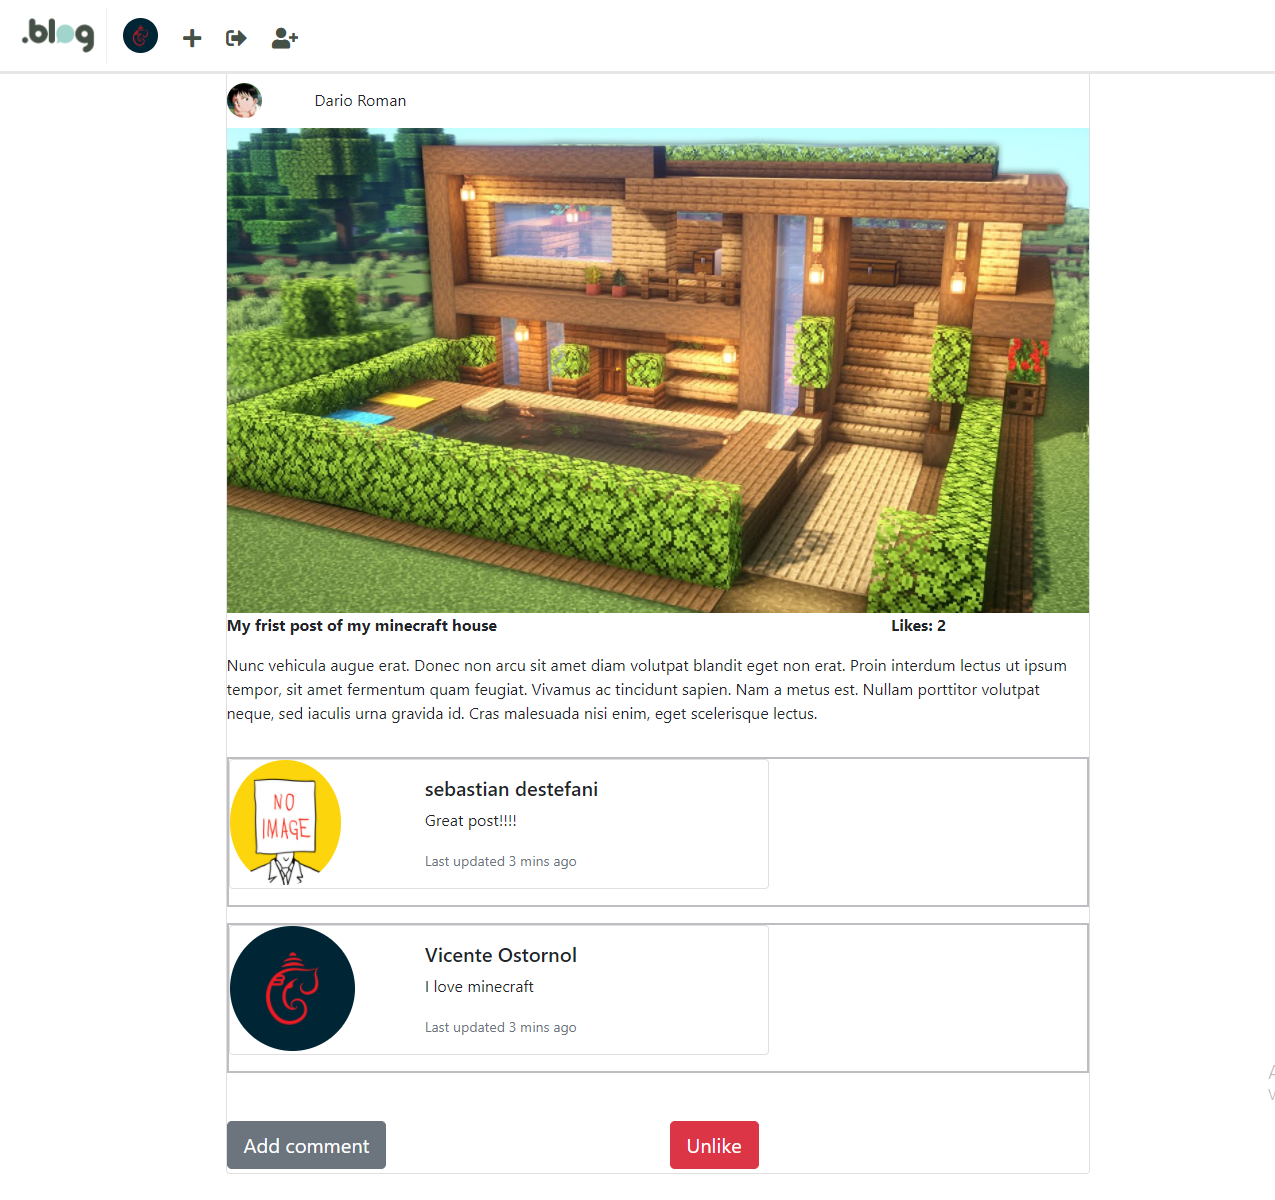 .blog
Dario Roman
My frist post of my minecraft house
Likes: 2
Nunc vehicula augue erat. Donec non arcu sit amet diam volutpat blandit eget non erat. Proin interdum lectus ut ipsum
tempor, sit amet fermentum quam feugiat. Vivamus ac tincidunt sapien. Nam a metus est. Nullam porttitor volutpat
neque, sed iaculis urna gravida id. Cras malesuada nisi enim, eget scelerisque lectus.
NO
IMAGE
sebastian destefani
Great post!!!!
Last updated 3 mins ago
Vicente Ostornol
I love minecraft
Last updated 3 mins ago
Add comment
Unlike